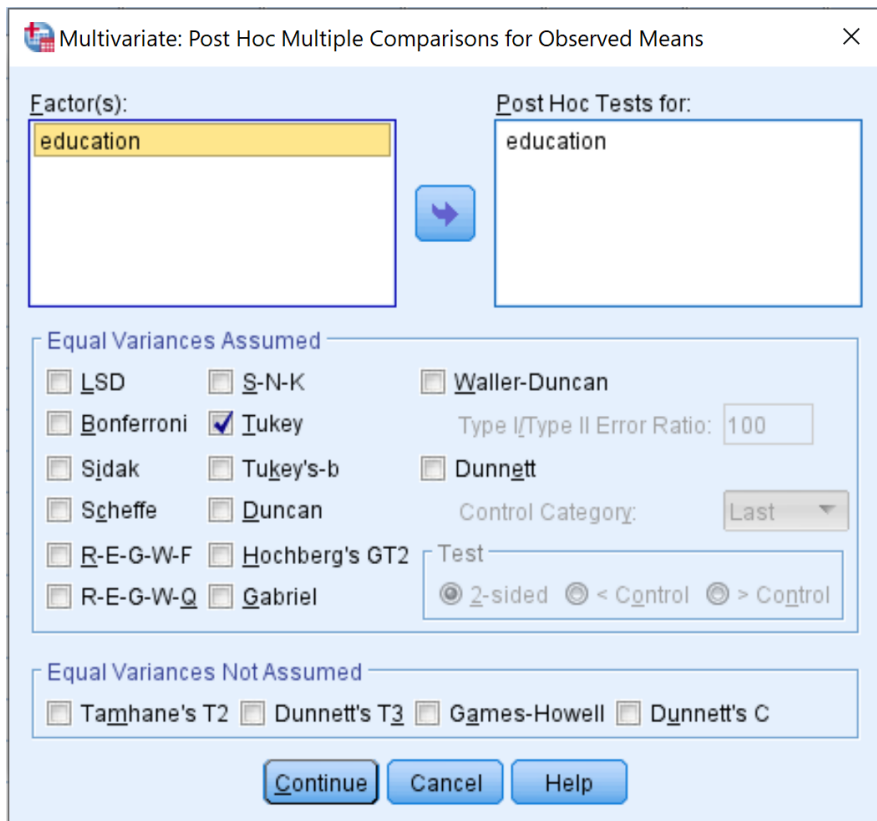 Multivariate: Post Hoc Multiple Comparisons for Observed Means
Factor(s):
Post Hoc Tests for:
education
education
Equal Variances Assumed
LSD
S-N-K
Waller-Duncan
Bonferroni
Tukey
Type I/Type II Error Ratio: 100
Sidak
Tukey's-b
Dunnett
Scheffe
Duncan
Control Category: Last
R-E-G-W-F
Hochberg's GT2
Test
R-E-G-W-Q
Gabriel
2-sided
< Control
> Control
Equal Variances Not Assumed
Tamhane's T2
Dunnett's T3
Games-Howell
Dunnett's C
Continue
Cancel
Help